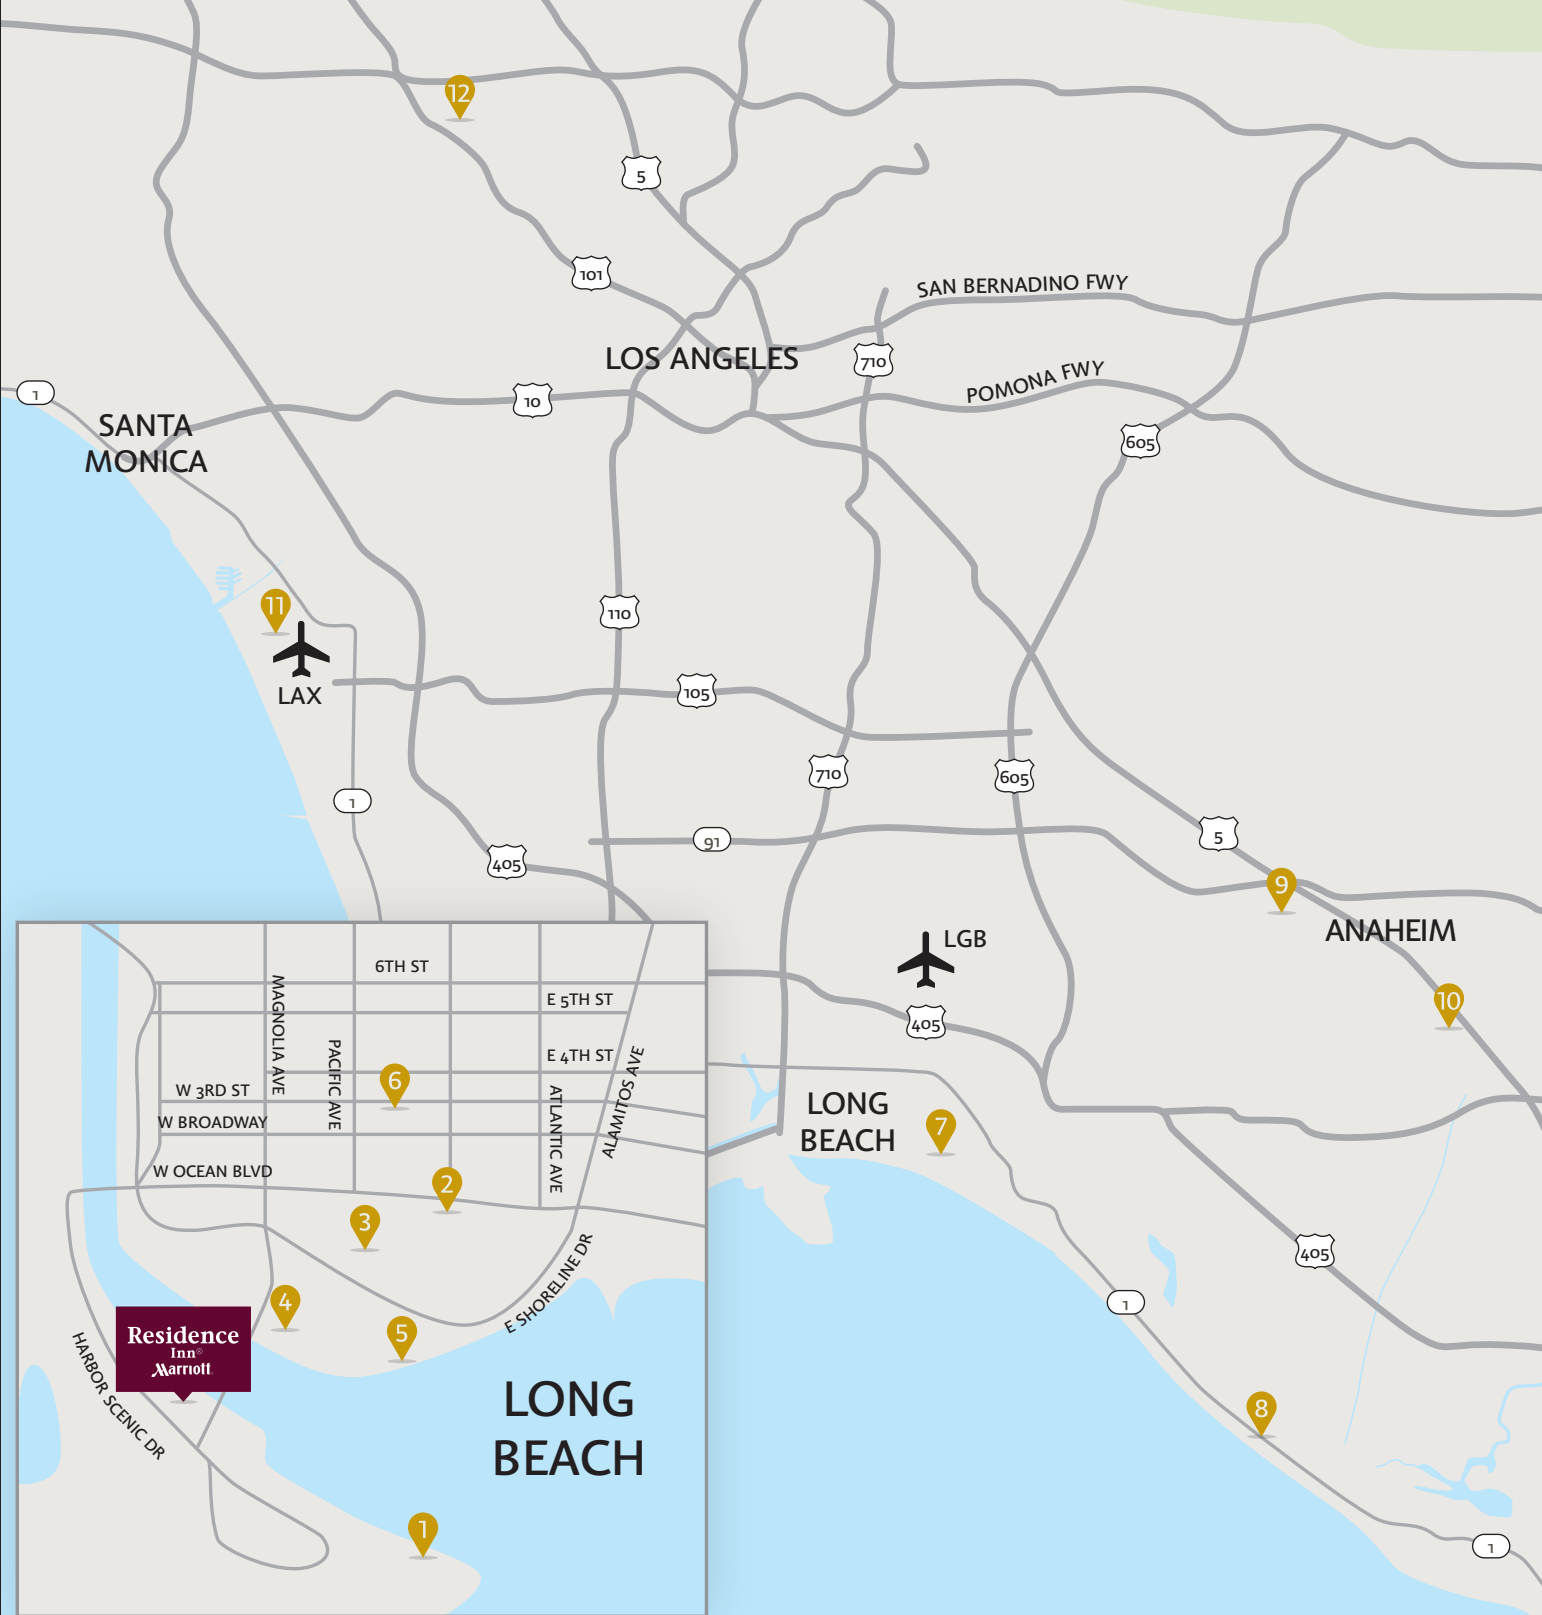 12
5
101
SAN BERNADINO FWY
LOS ANGELES
710
POMONA FWY
1
10
SANTA
MONICA
605
11
110
LAX
105
710
605
1
91
5
405
9
ANAHEIM
LGB
10
405
LONG
BEACH
7
405
1
8
1
6TH ST
MAGNOLIA AVE
E 5TH ST
PACIFIC AVE
E 4TH ST
ALAMITOS AVE
W 3RD ST
6
ATLANTIC AVE
W BROADWAY
W OCEAN BLVD
2
3
E SHORELINE DR
4
5
Residence
Inn®
Marriott
HARBOR SCENIC DR
LONG
BEACH
1